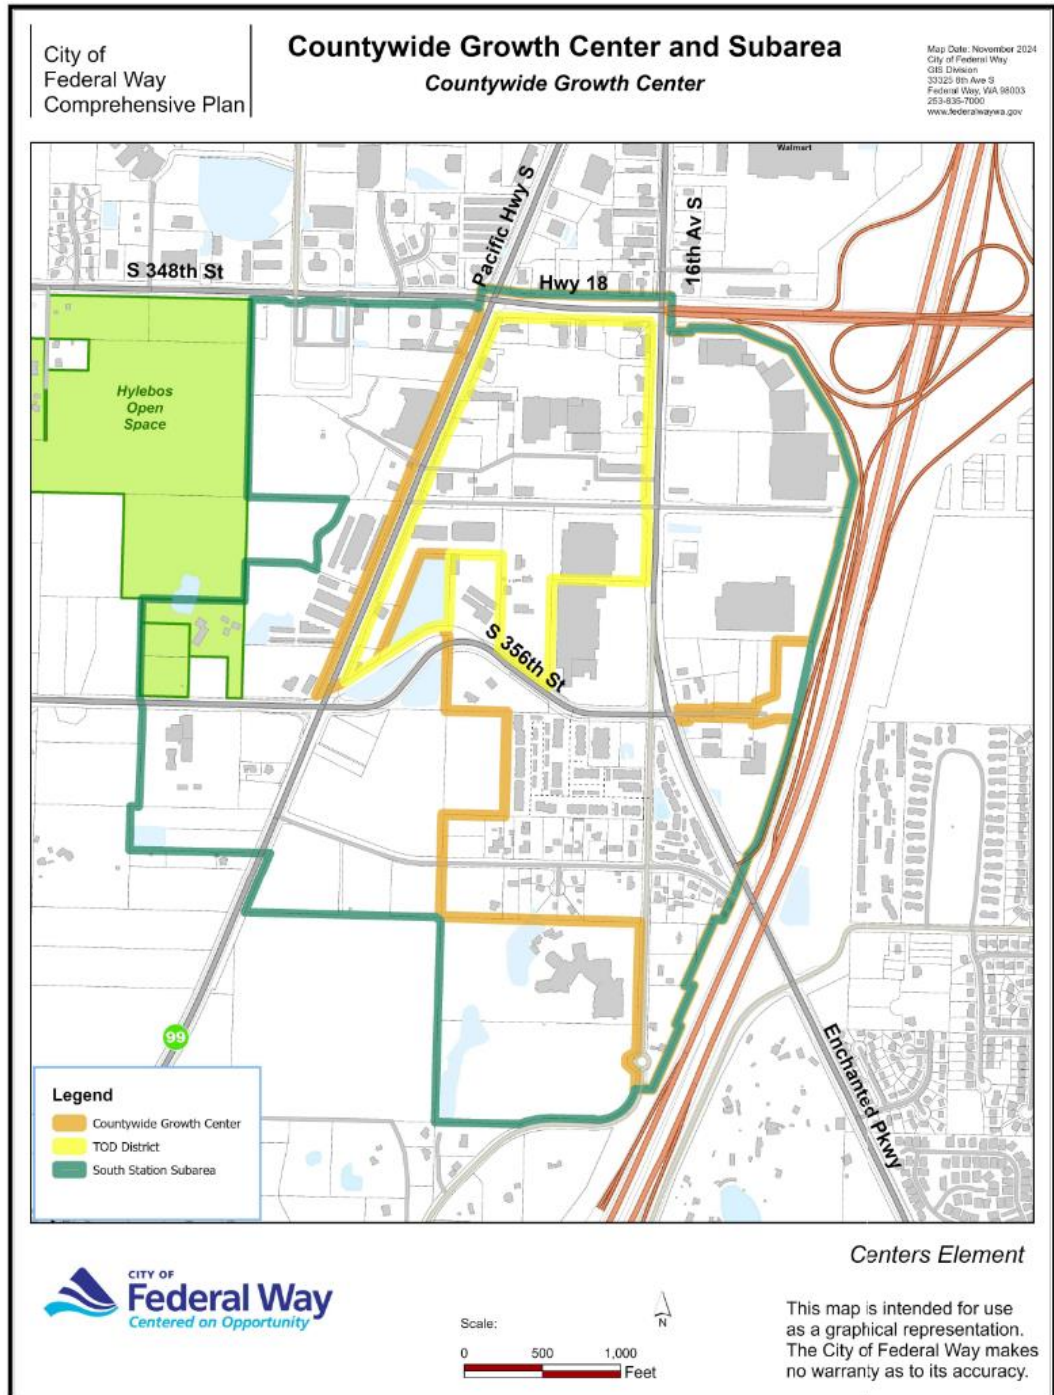 City of
Federal Way
Comprehensive Plan
Countywide Growth Center and Subarea
Countywide Growth Center
Map Date: November 2024
City of Federal Way
GIS Division
33325 8th Ave S
Federal Way, WA 98003
253-835-7000
www.federalwaywa.gov
Walmart
Pacific Hwy S
16th Av S
S 348th St
Hwy 18
Hylebos
Open
Space
S 356th St
Enchanted Pkwy
99
Legend
Countywide Growth Center
TOD District
South Station Subarea
Centers Element
CITY OF
Federal Way
Centered on Opportunity
Scale:
N
0 500 1,000
Feet
This map is intended for use
as a graphical representation.
The City of Federal Way makes
no warranty as to its accuracy.